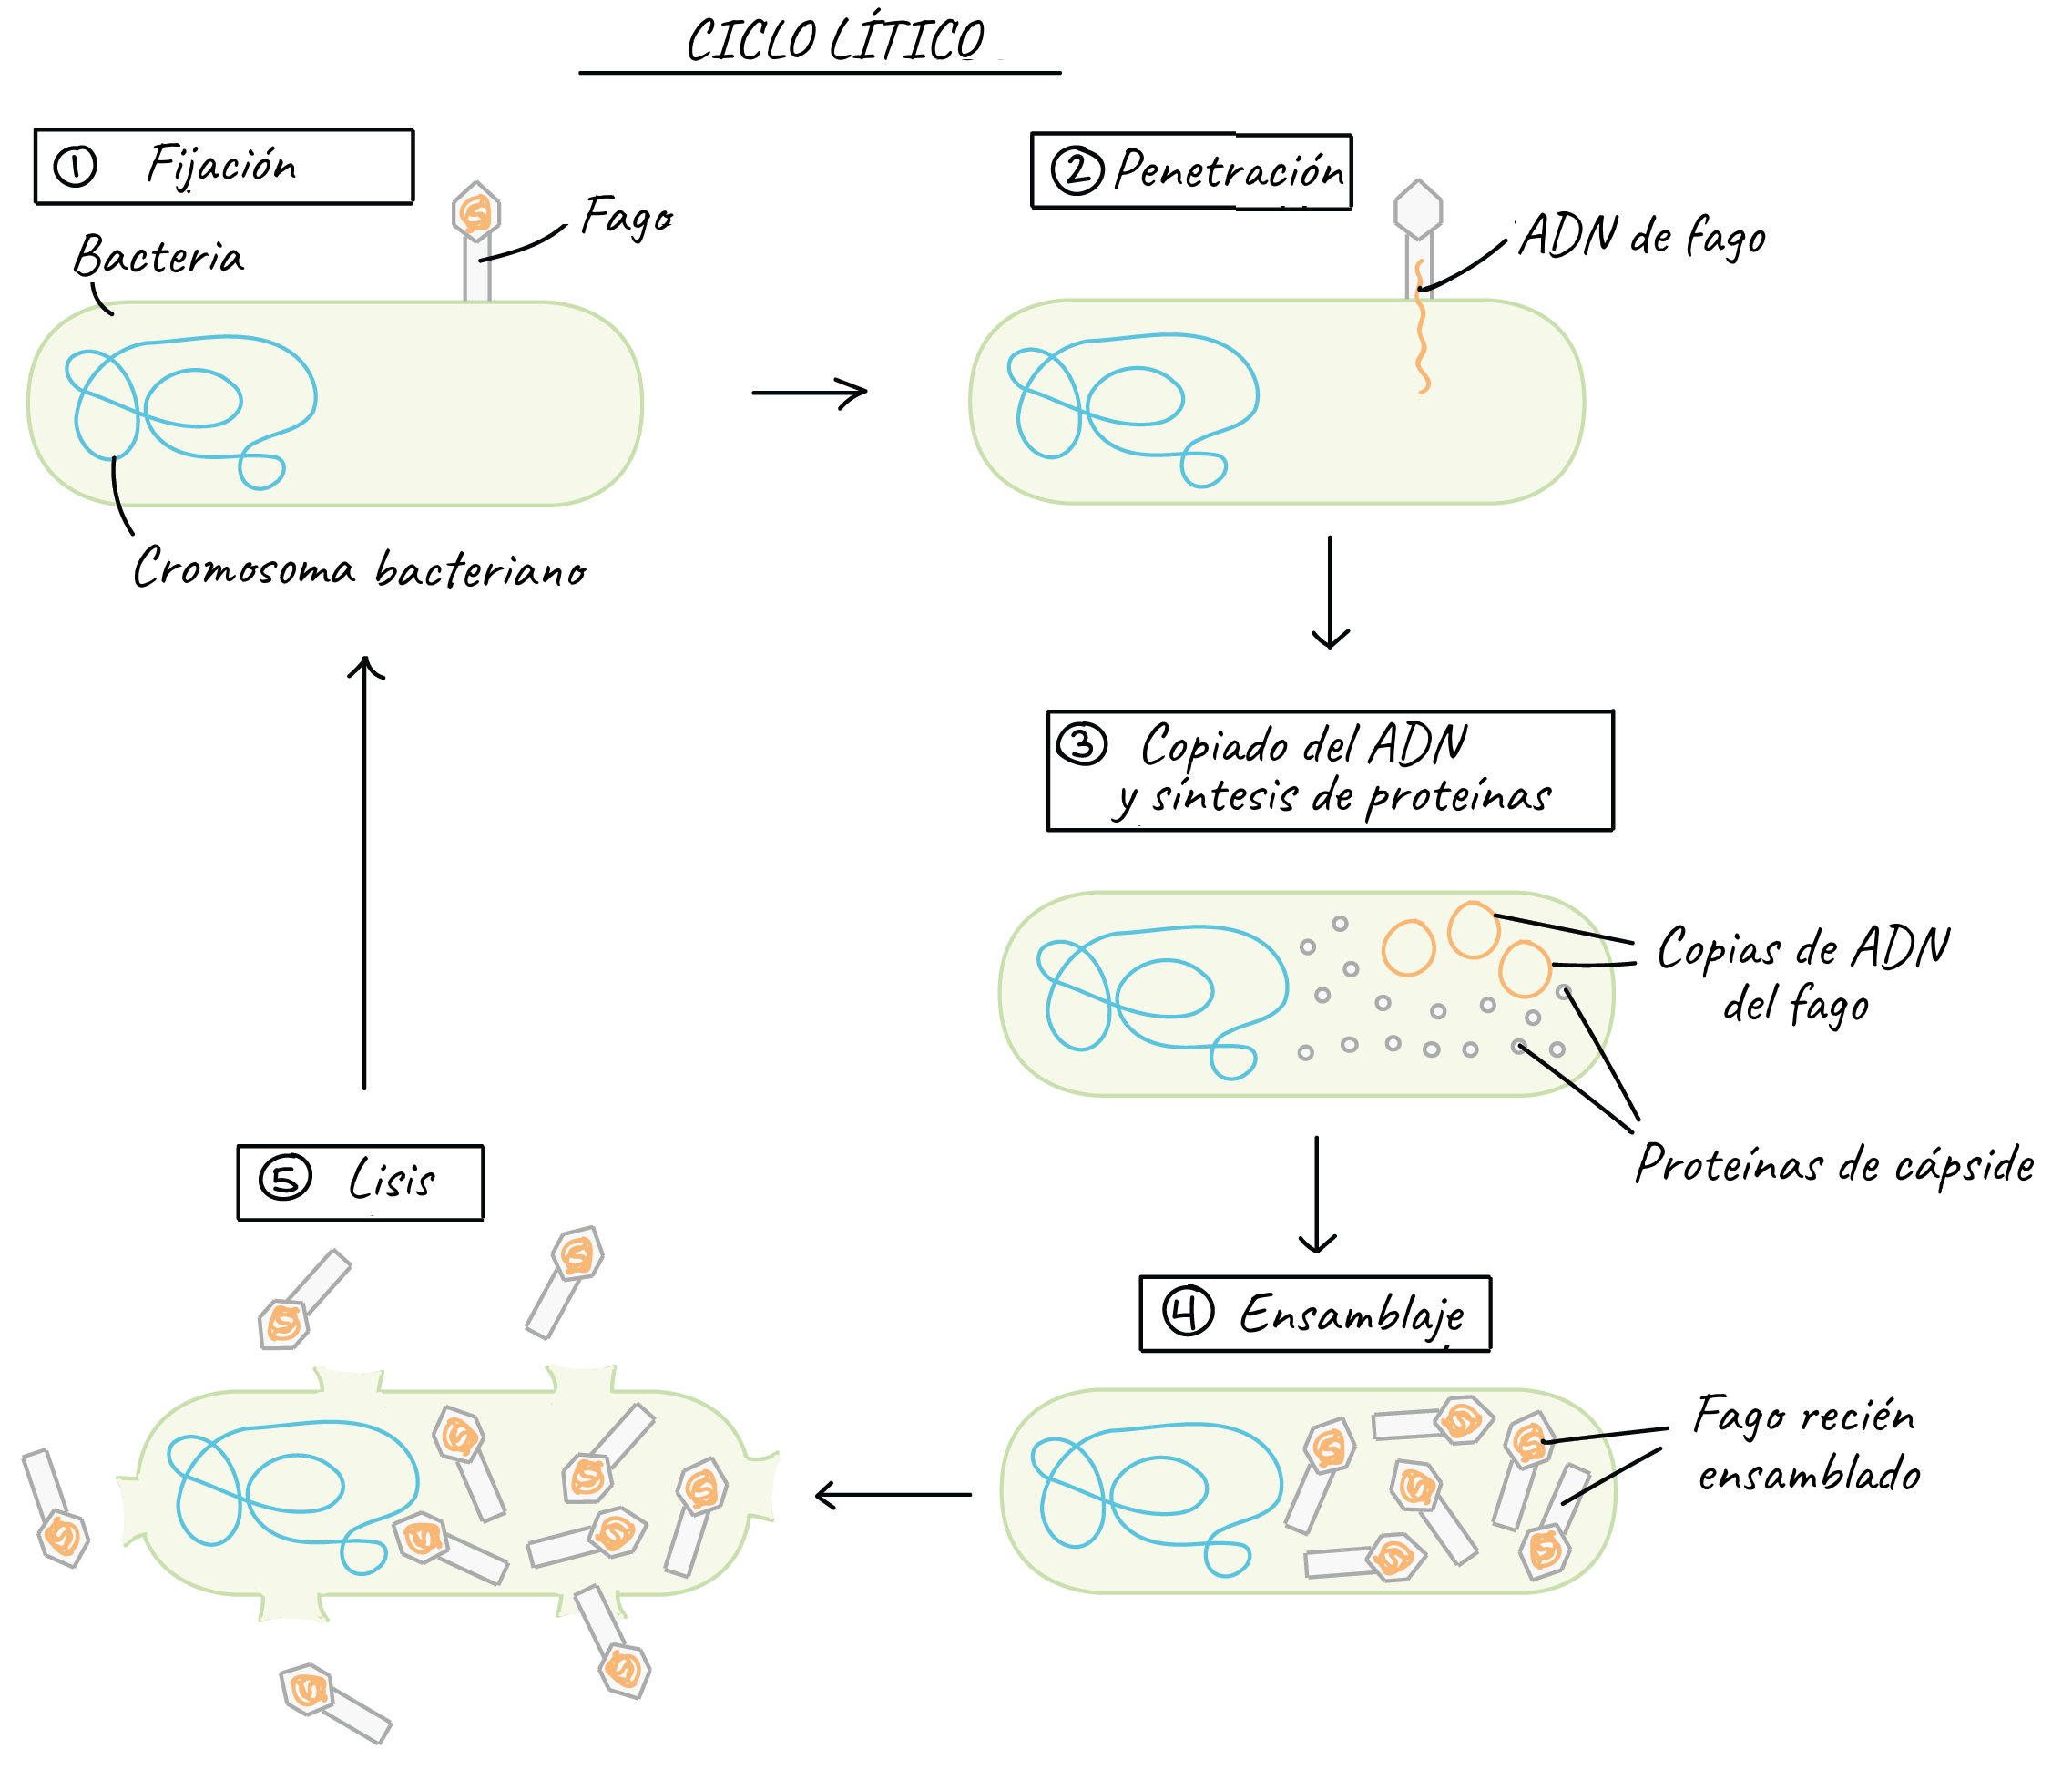 CICLO LÍTICO
① Fijación
Bacteria
Fago
Cromosoma bacteriano
② Penetración
ADN de fago
③ Copiado del ADN
y síntesis de proteínas
Copias de ADN
del fago
Proteínas de cápside
④ Ensamblaje
Fago recién
ensamblado
⑤ Lisis